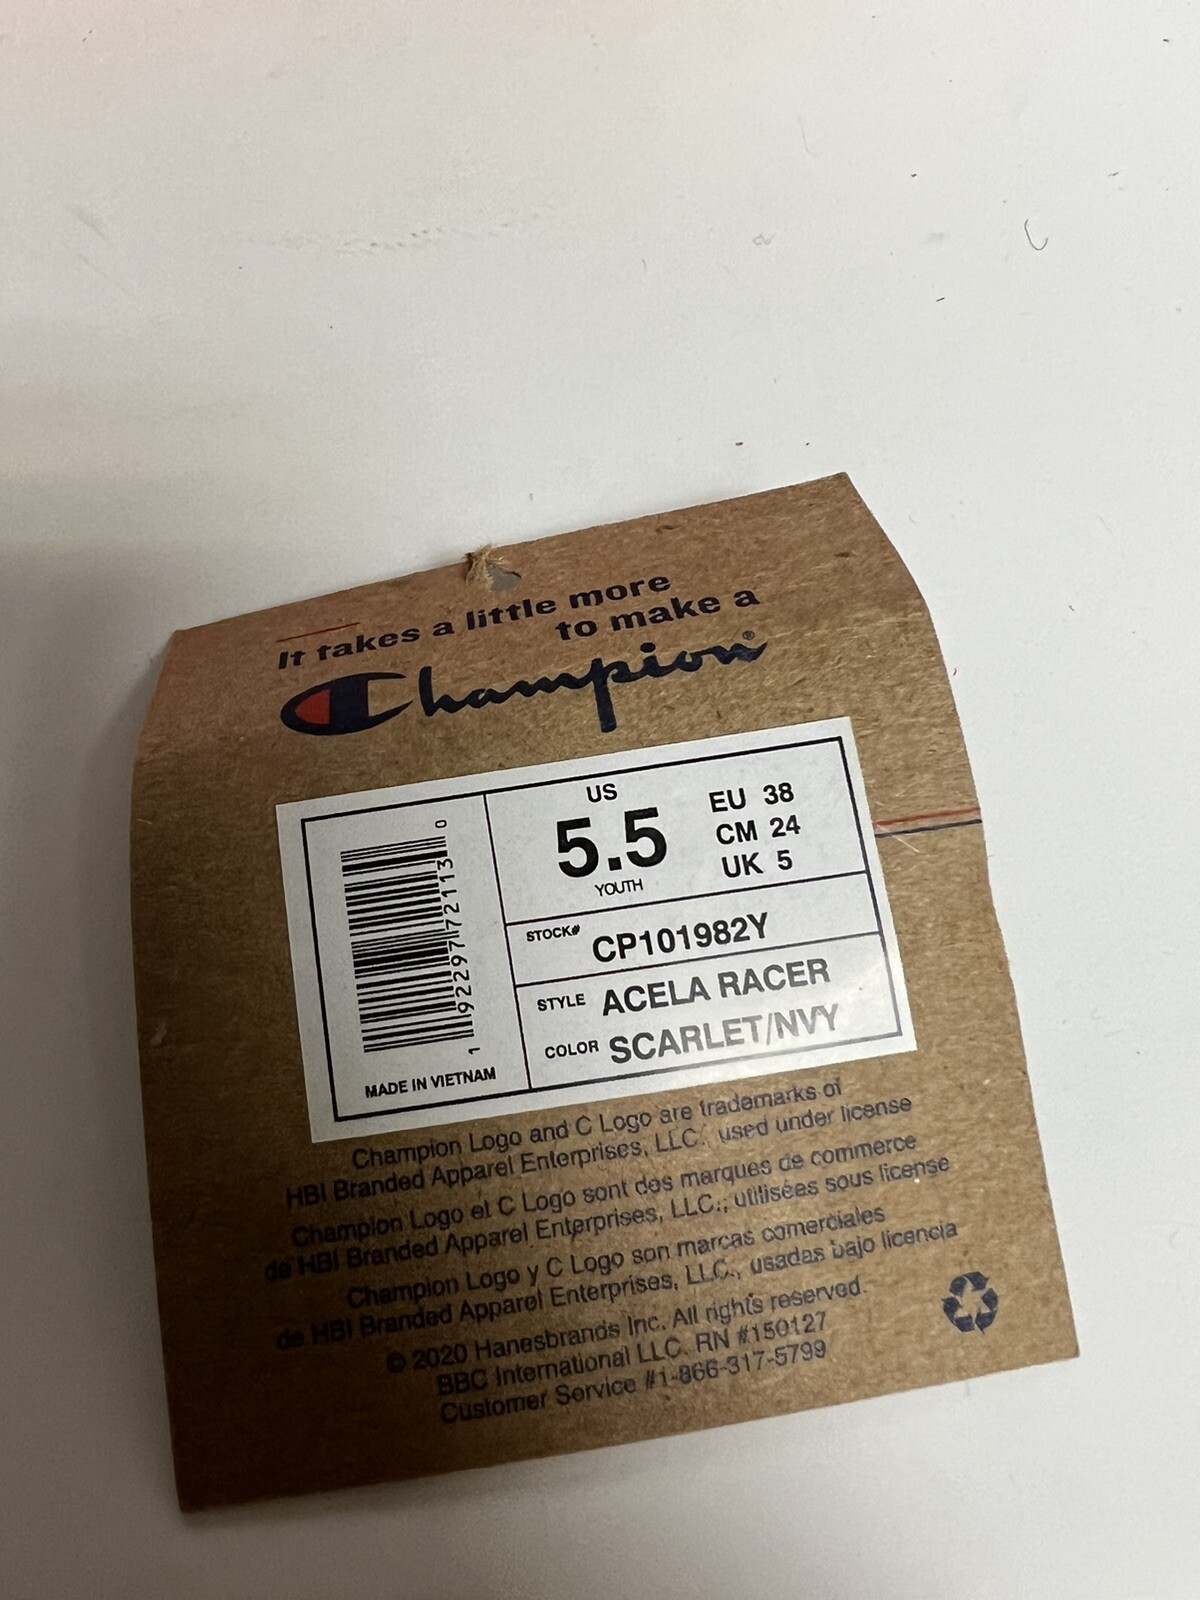 It takes a little more
to make a
Champion®
US
5.5
YOUTH
EU 38
CM 24
UK 5
STOCK# CP101982Y
STYLE ACELA RACER
COLOR SCARLET/NVY
1 92297 72113 0
MADE IN VIETNAM
Champion Logo and C Logo are trademarks of
HBI Branded Apparel Enterprises, LLC., used under license
Champion Logo et C Logo sont des marques de commerce
de HBI Branded Apparel Enterprises, LLC., utilisées sous license
Champion Logo y C Logo son marcas comerciales
de HBI Branded Apparel Enterprises, LLC., usadas bajo licencia
© 2020 Hanesbrands Inc. All rights reserved.
BBC International LLC. RN #150127
Customer Service #1-866-317-5799